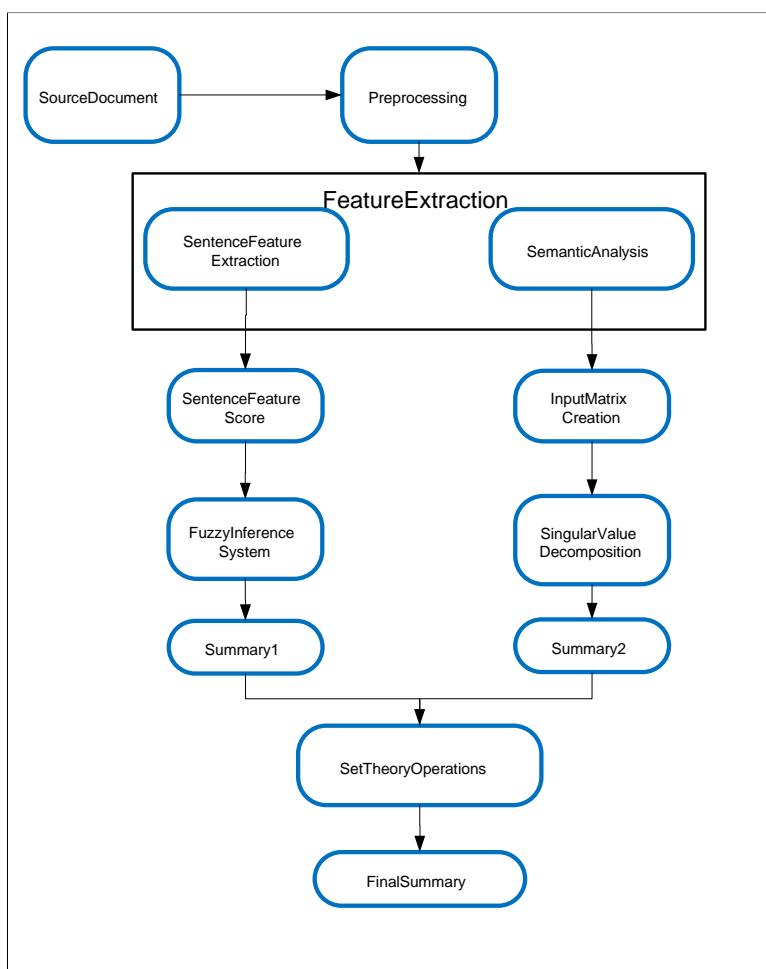 SourceDocument
Preprocessing
FeatureExtraction
SentenceFeature
Extraction
SemanticAnalysis
SentenceFeature
Score
InputMatrix
Creation
FuzzyInference
System
SingularValue
Decomposition
Summary1
Summary2
SetTheoryOperations
FinalSummary